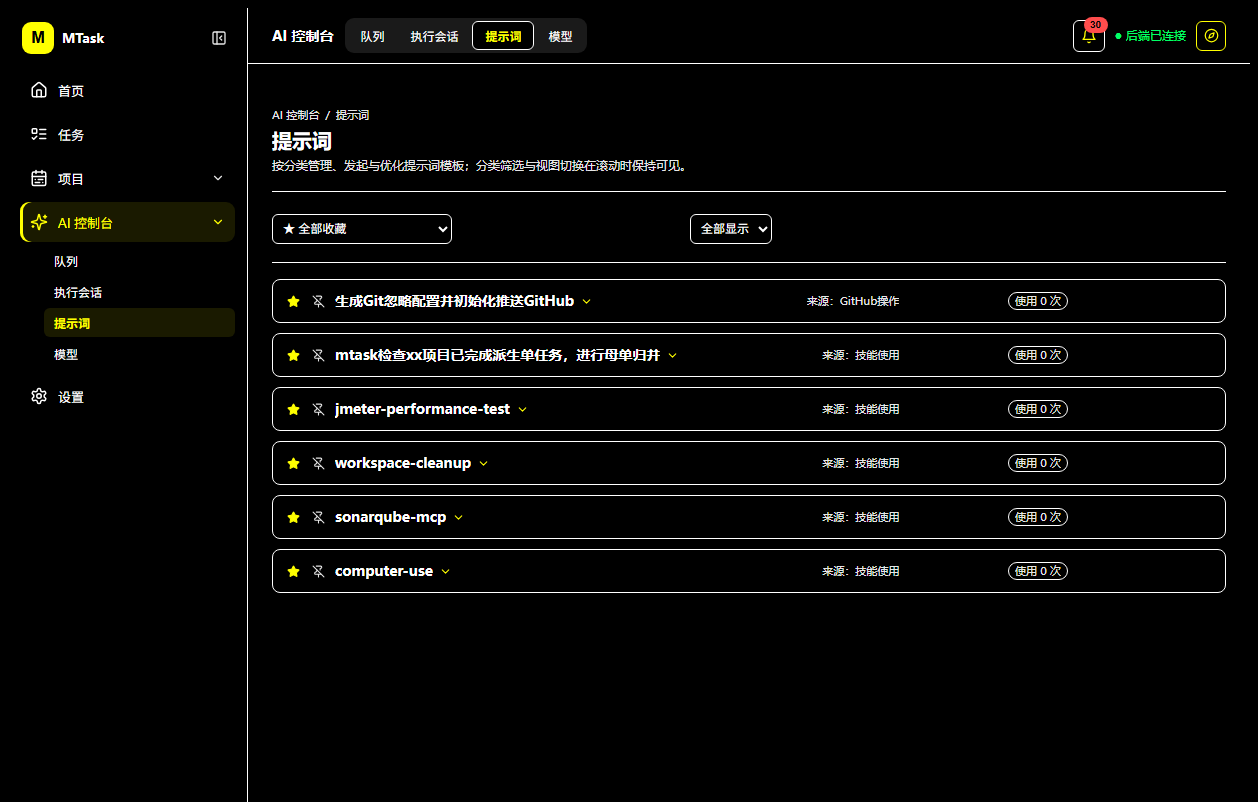 M MTask
首页
任务
项目
AI 控制台
队列
执行会话
提示词
模型
设置
AI 控制台 队列 执行会话 提示词 模型 30 后端已连接
AI 控制台 / 提示词
提示词
按分类管理、发起与优化提示词模板；分类筛选与视图切换在滚动时保持可见。
★ 全部收藏 全部显示
生成Git忽略配置并初始化推送GitHub 来源：GitHub操作 使用 0 次
mtask检查xx项目已完成派生单任务，进行母单归并 来源：技能使用 使用 0 次
jmeter-performance-test 来源：技能使用 使用 0 次
workspace-cleanup 来源：技能使用 使用 0 次
sonarqube-mcp 来源：技能使用 使用 0 次
computer-use 来源：技能使用 使用 0 次